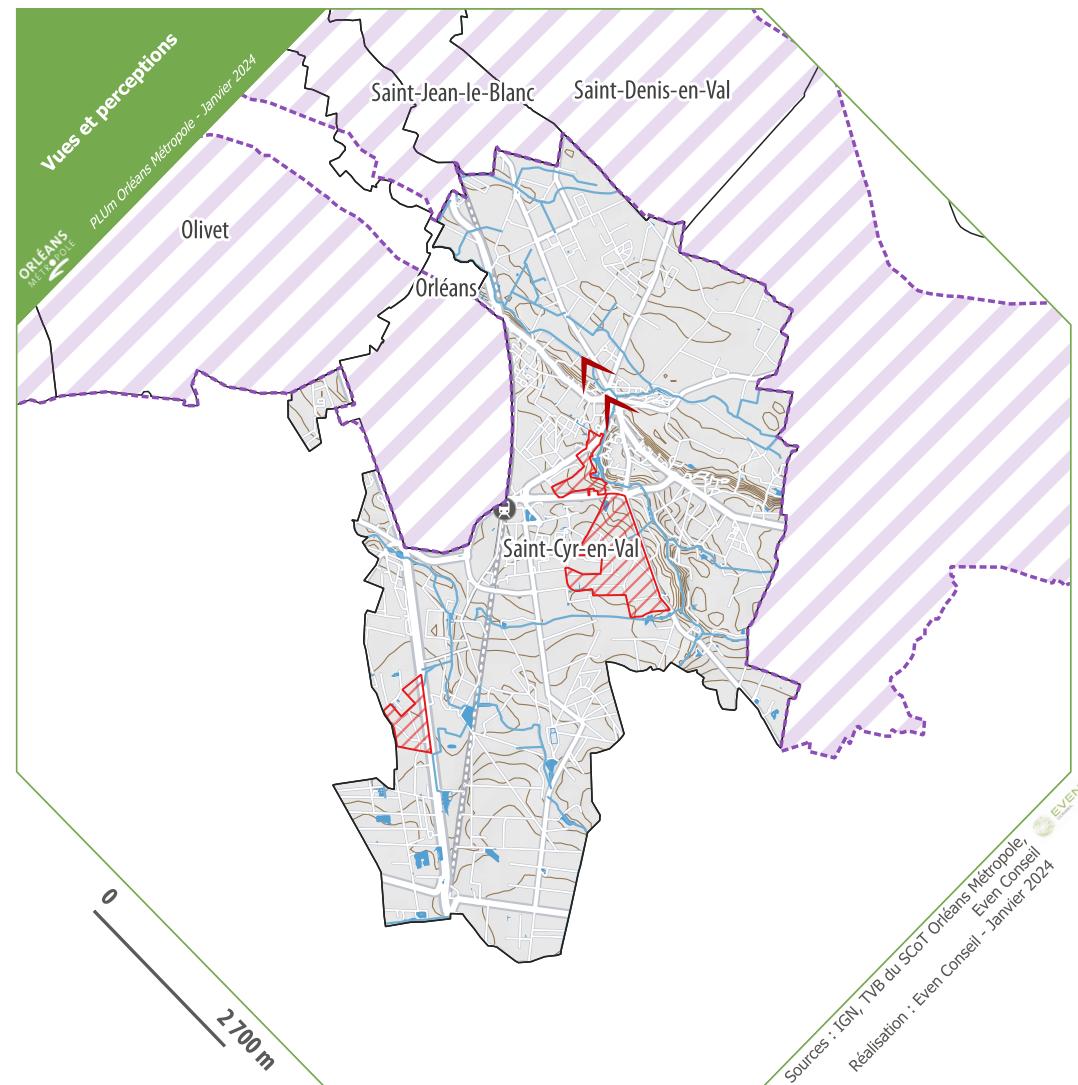 Vues et perceptions
PLUm Orléans Métropole - Janvier 2024
ORLÉANS
MÉTROPOLE
Saint-Jean-le-Blanc
Saint-Denis-en-Val
Olivet
Orléans
Saint-Cyr-en-Val
0
2 700 m
Sources : IGN, TVB du SCoT Orléans Métropole,
Even Conseil
Réalisation : Even Conseil - Janvier 2024
EVEN